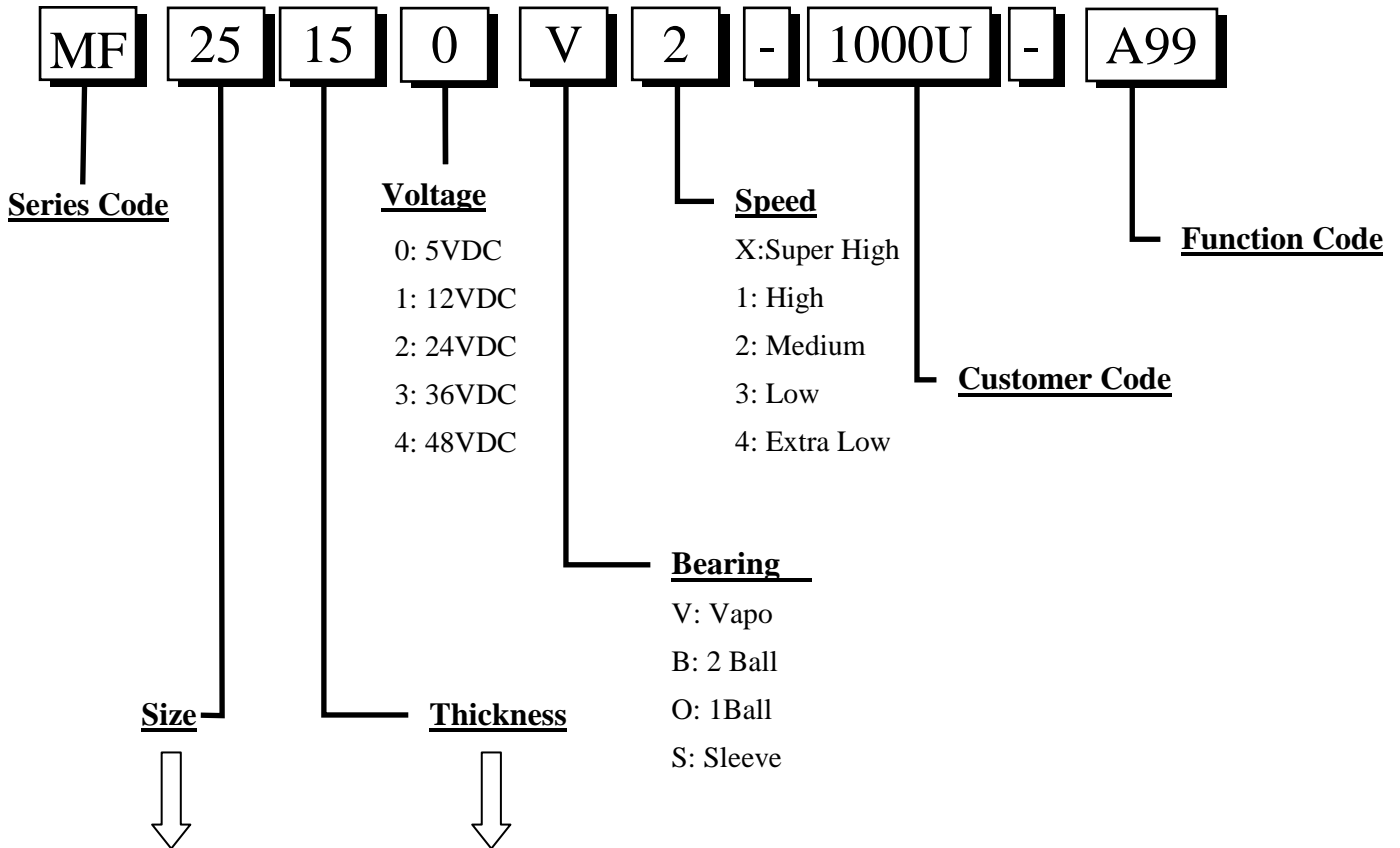 MF 25 15 0 V 2 - 1000U - A99
Series Code
Voltage
0: 5VDC
1: 12VDC
2: 24VDC
3: 36VDC
4: 48VDC
Speed
X:Super High
1: High
2: Medium
3: Low
4: Extra Low
Function Code
Customer Code
Bearing
V: Vapo
B: 2 Ball
O: 1Ball
S: Sleeve
Size
Thickness